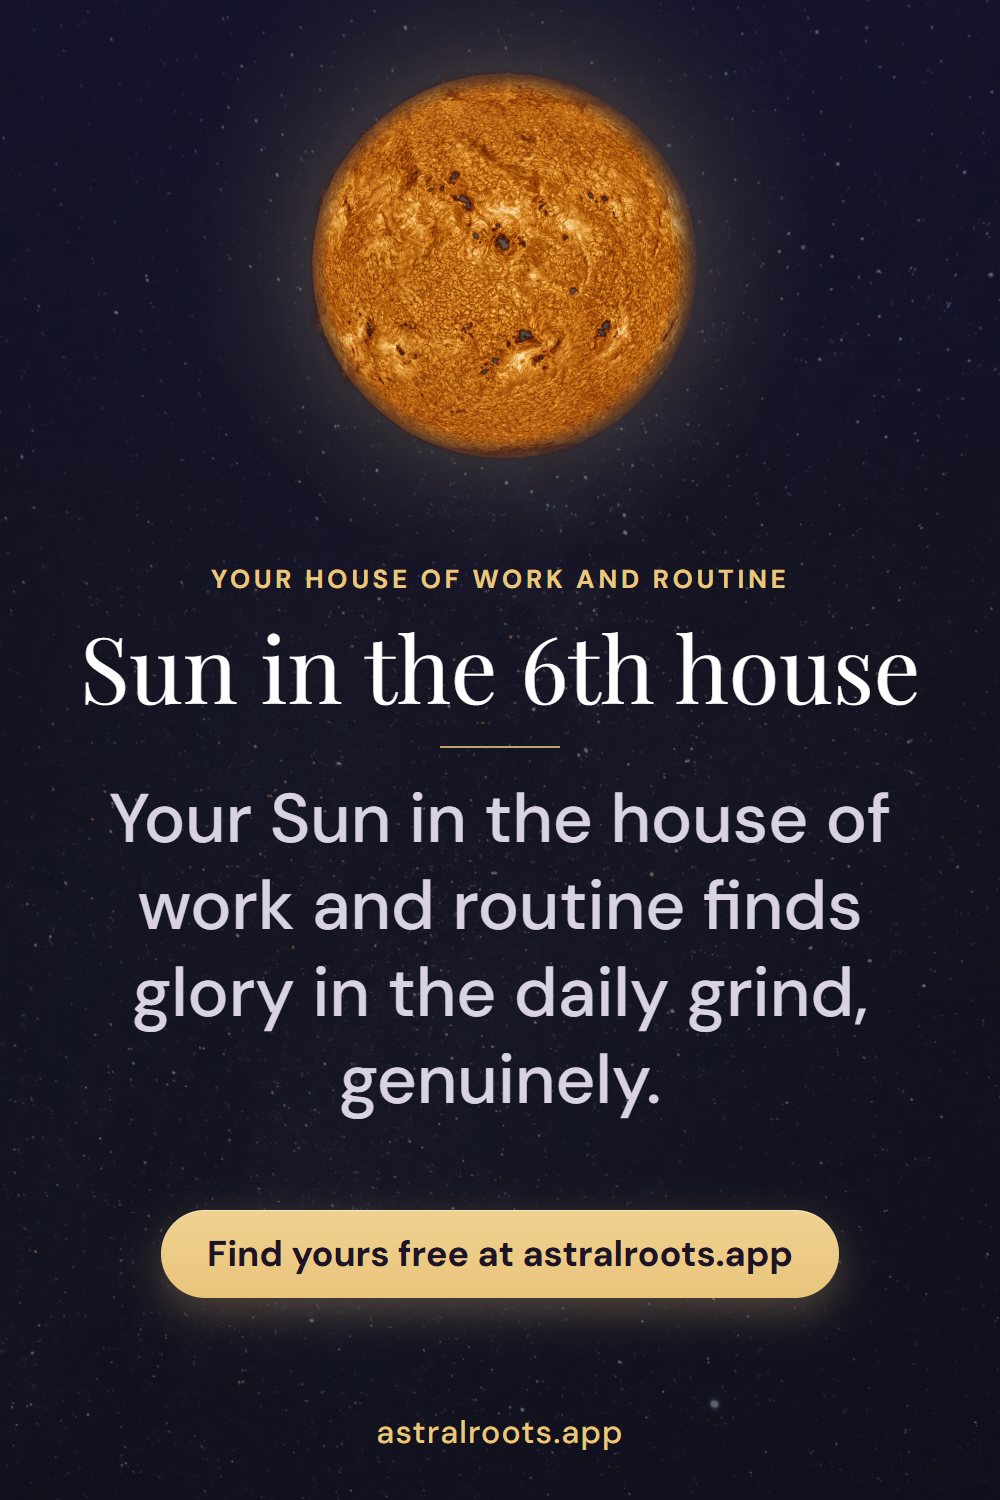 YOUR HOUSE OF WORK AND ROUTINE
Sun in the 6th house
Your Sun in the house of
work and routine finds
glory in the daily grind,
genuinely.
Find yours free at astralroots.app
astralroots.app